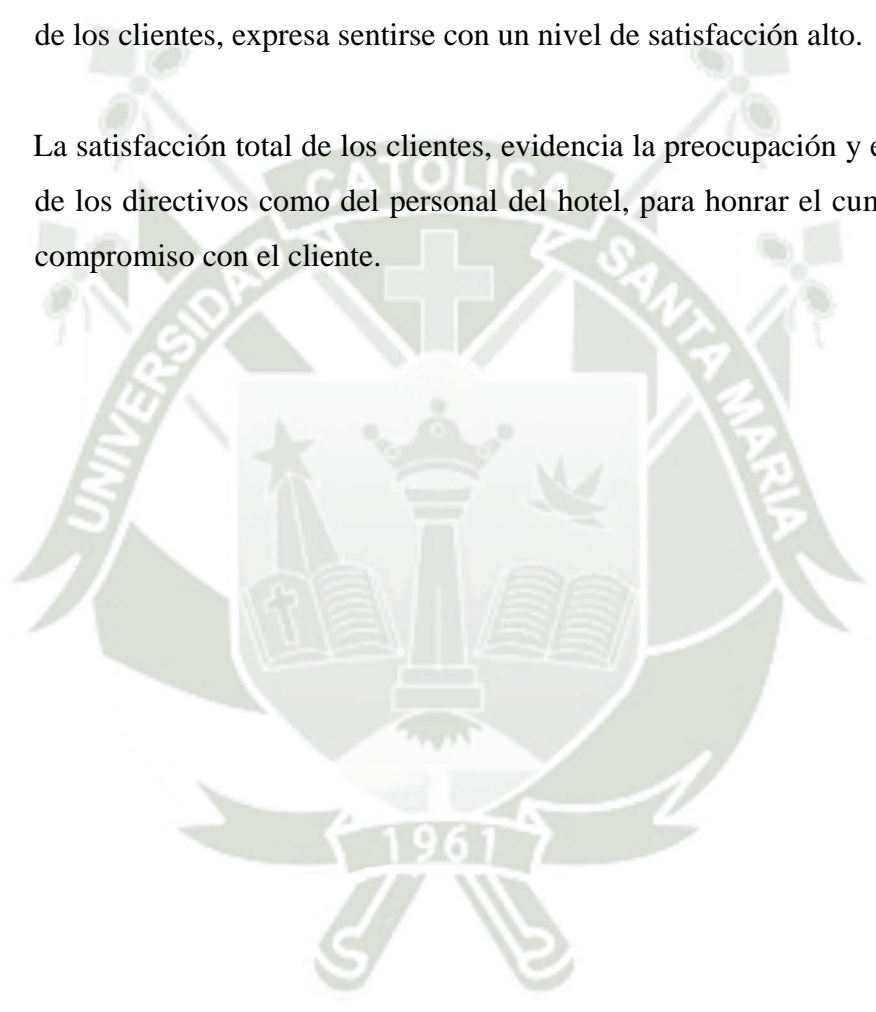 de los clientes, expresa sentirse con un nivel de satisfacción alto.
La satisfacción total de los clientes, evidencia la preocupación y
de los directivos como del personal del hotel, para honrar el
compromiso con el cliente.
UNIVERSIDAD CATOLICA SANTA MARIA
1961